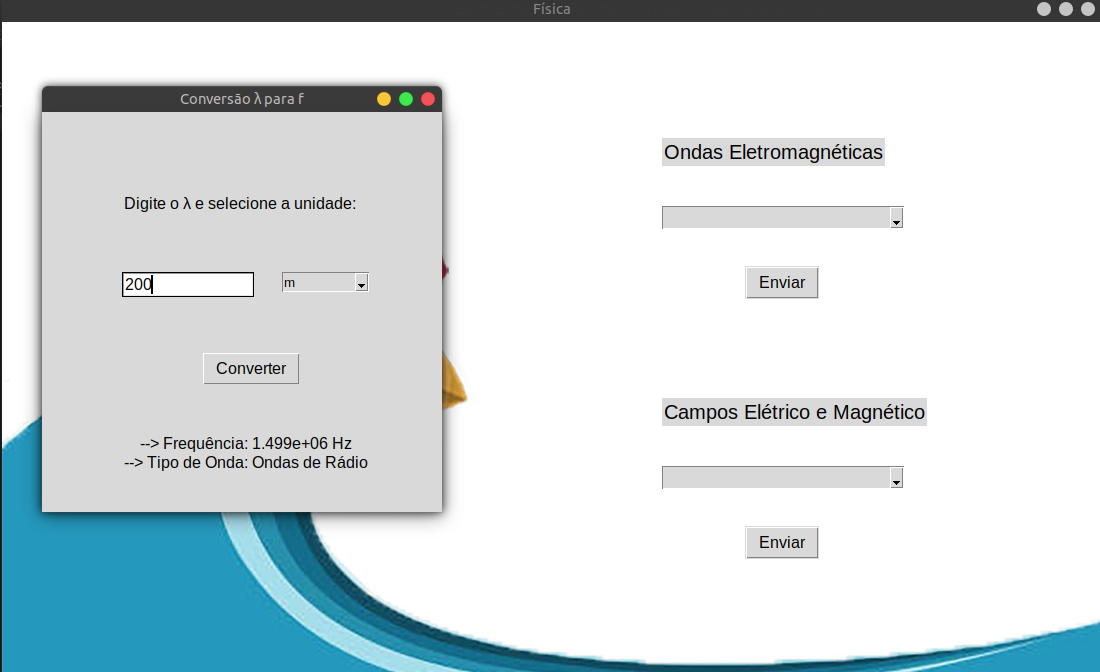 Física
Conversão λ para f
Digite o λ e selecione a unidade:
200
m
Converter
--> Frequência: 1.499e+06 Hz
--> Tipo de Onda: Ondas de Rádio
Ondas Eletromagnéticas
Enviar
Campos Elétrico e Magnético
Enviar